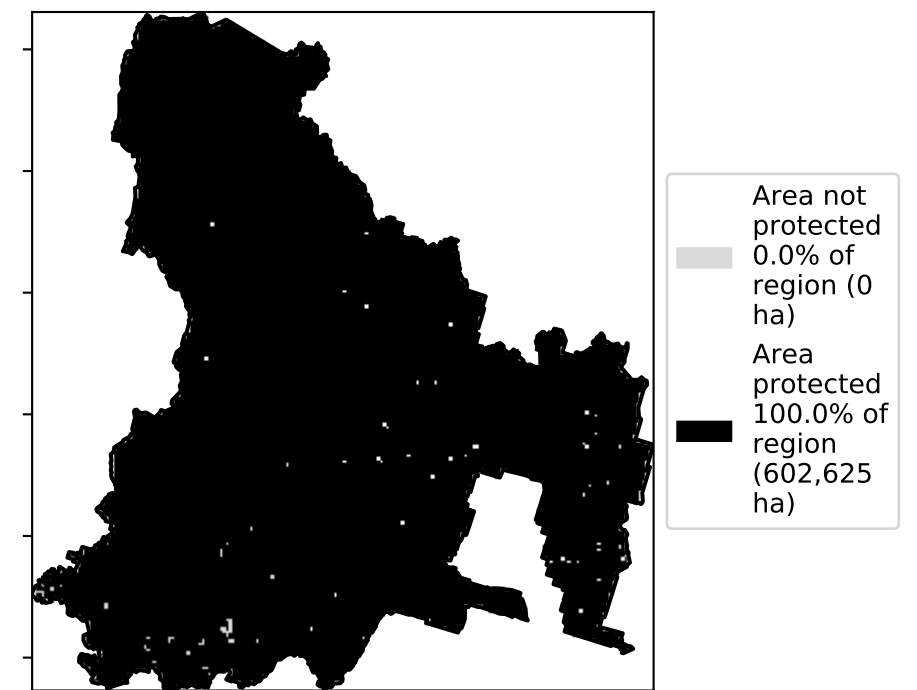 Area not
protected
0.0% of
region (0
ha)
Area
protected
100.0% of
region
(602,625
ha)